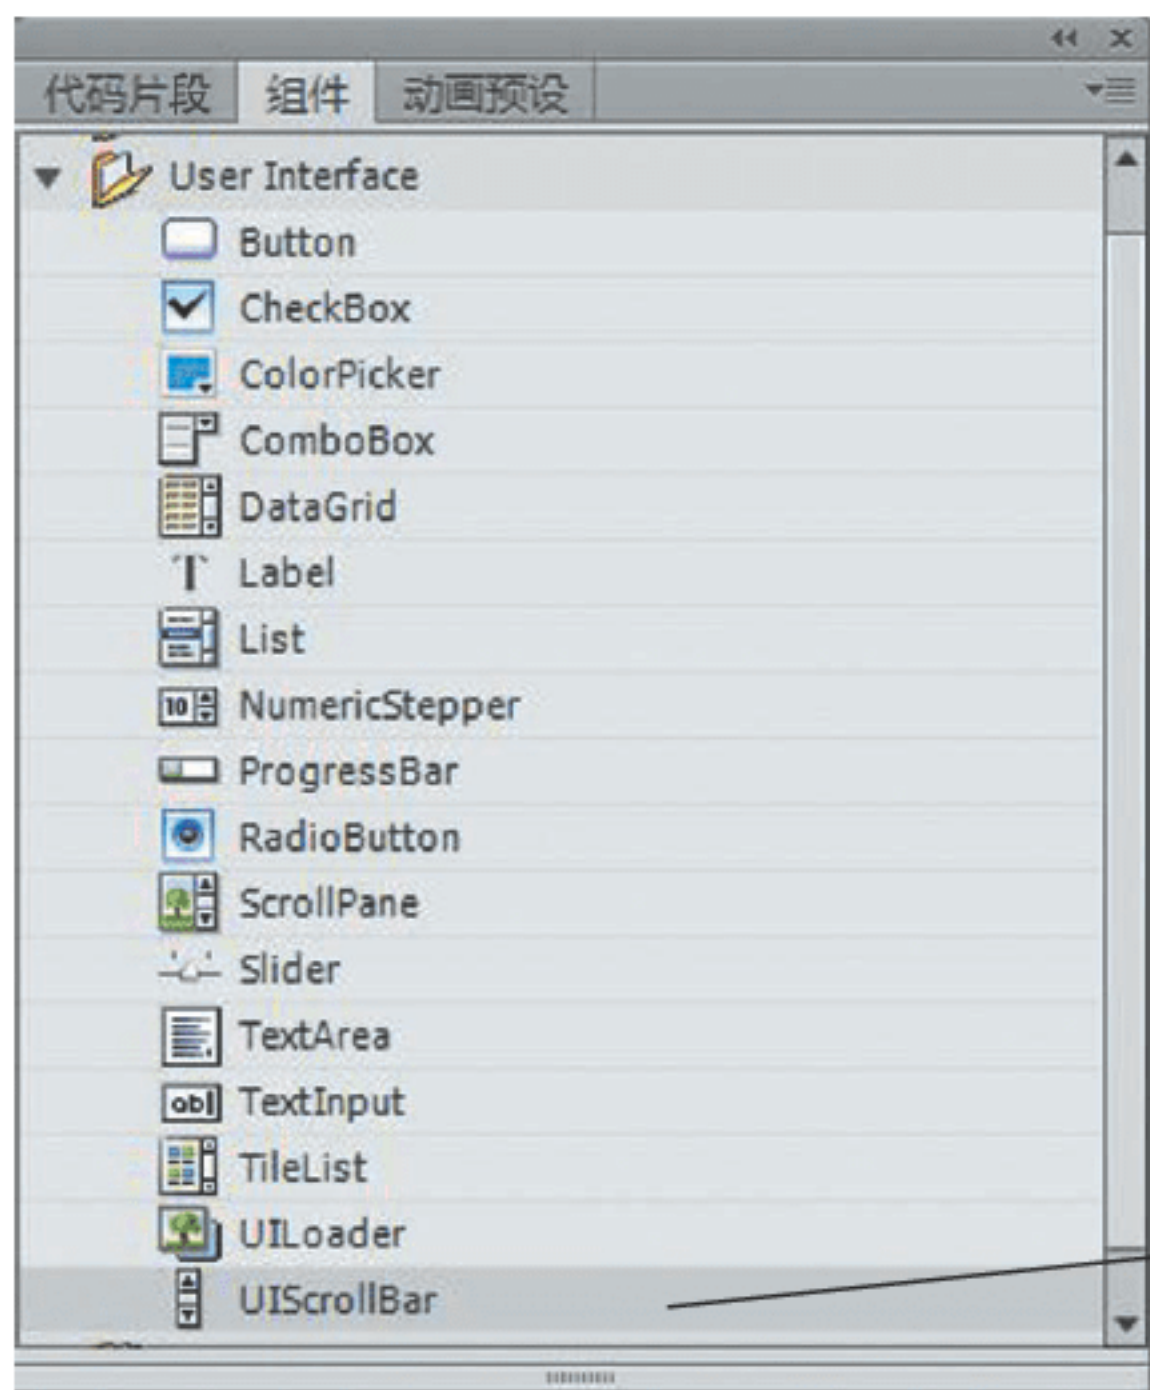 代码片段 组件 动画预设
User Interface
Button
CheckBox
ColorPicker
ComboBox
DataGrid
Label
List
10 NumericStepper
ProgressBar
RadioButton
ScrollPane
Slider
TextArea
ab TextInput
TileList
UILoader
UIScrollBar